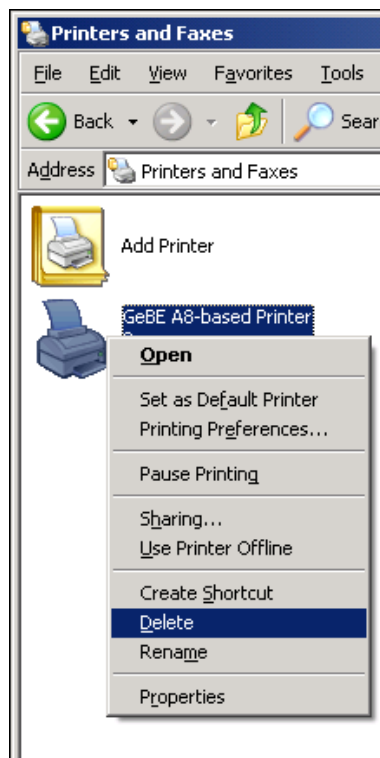 Printers and Faxes
File Edit View Favorites Tools
Back
Address Printers and Faxes
Add Printer
GeBE A8-based Printer
Open
Set as Default Printer
Printing Preferences...
Pause Printing
Sharing...
Use Printer Offline
Create Shortcut
Delete
Rename
Properties